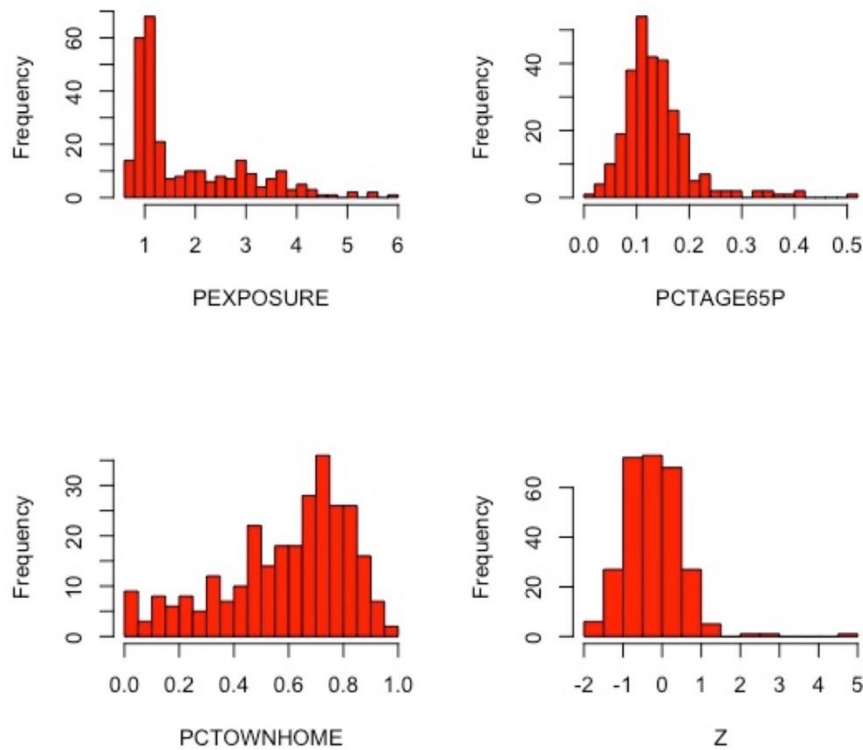 Frequency
0 20 40 60
1 2 3 4 5 6
PEXPOSURE
Frequency
0 20 40
0.0 0.1 0.2 0.3 0.4 0.5
PCTAGE65P
Frequency
0 10 20 30
0.0 0.2 0.4 0.6 0.8 1.0
PCTOWNHOME
Frequency
0 20 40 60
-2 -1 0 1 2 3 4 5
Z